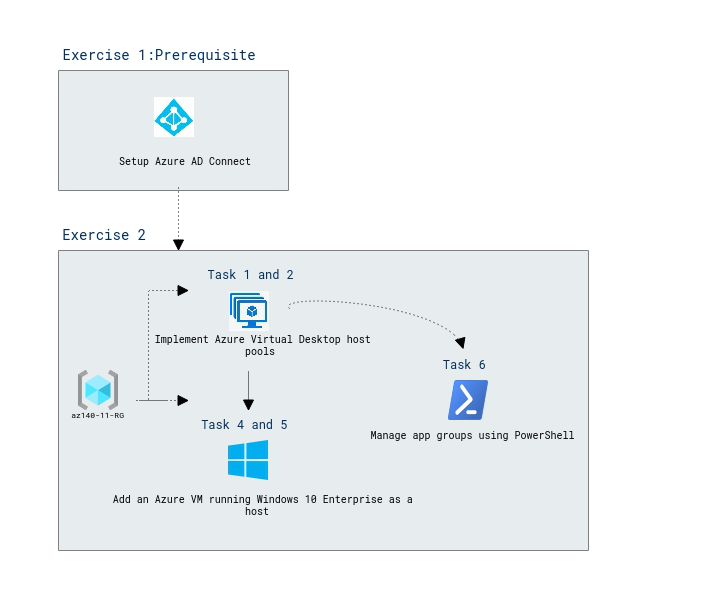 Exercise 1:Prerequisite
Setup Azure AD Connect
Exercise 2
Task 1 and 2
Implement Azure Virtual Desktop host
pools
Task 6
Manage app groups using PowerShell
az140-11-RG
Task 4 and 5
Add an Azure VM running Windows 10 Enterprise as a
host